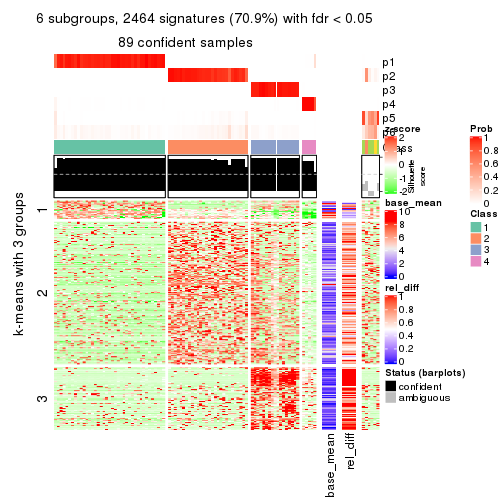 6 subgroups, 2464 signatures (70.9%) with fdr < 0.05
89 confident samples
p1
p2
p3
p4
p5
Class
z-score
2
0
-1
-2
Silhouette
score
Prob
1
0.8
0.6
0.4
0.2
0
k-means with 3 groups
1
2
3
base_mean
10
8
6
4
2
0
Class
1
2
3
4
rel_diff
1
0.8
0.6
0.4
0.2
0
Status (barplots)
confident
ambiguous
base_mean
rel_diff